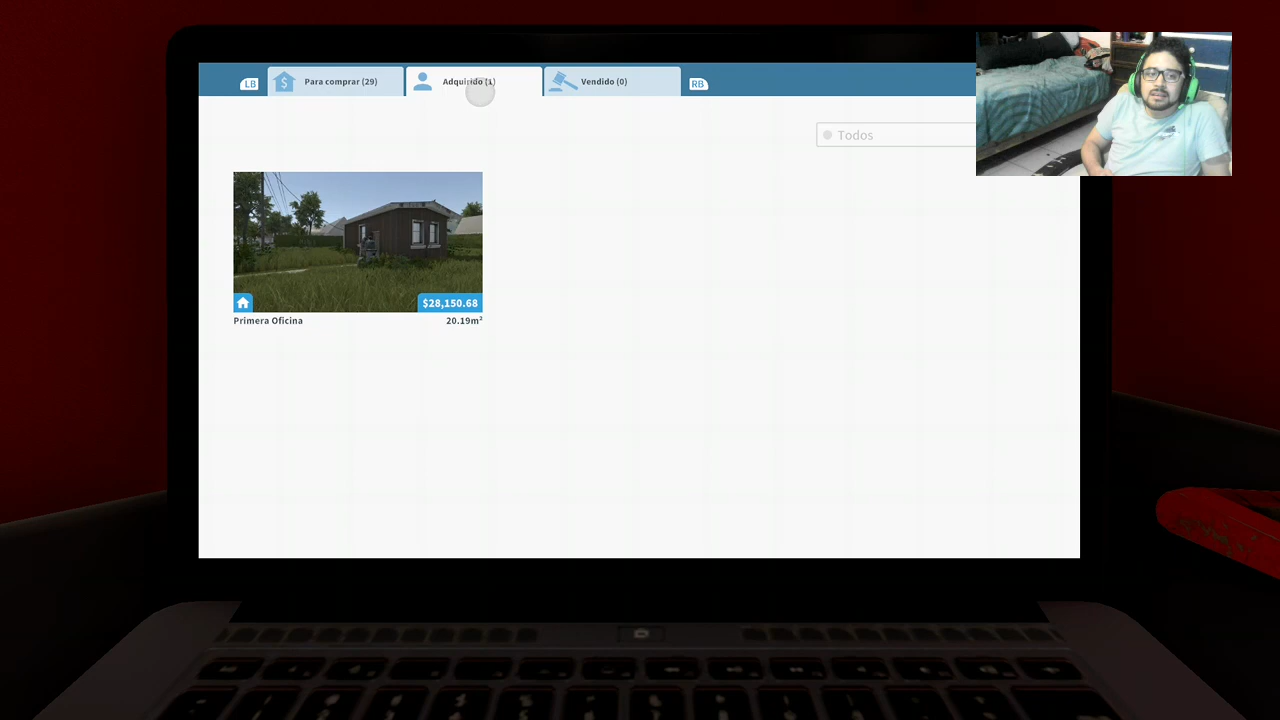 LB
Para comprar (29)
Adquirido (1)
Vendido (0)
RB
Todos
$28,150.68
Primera Oficina
20.19m²